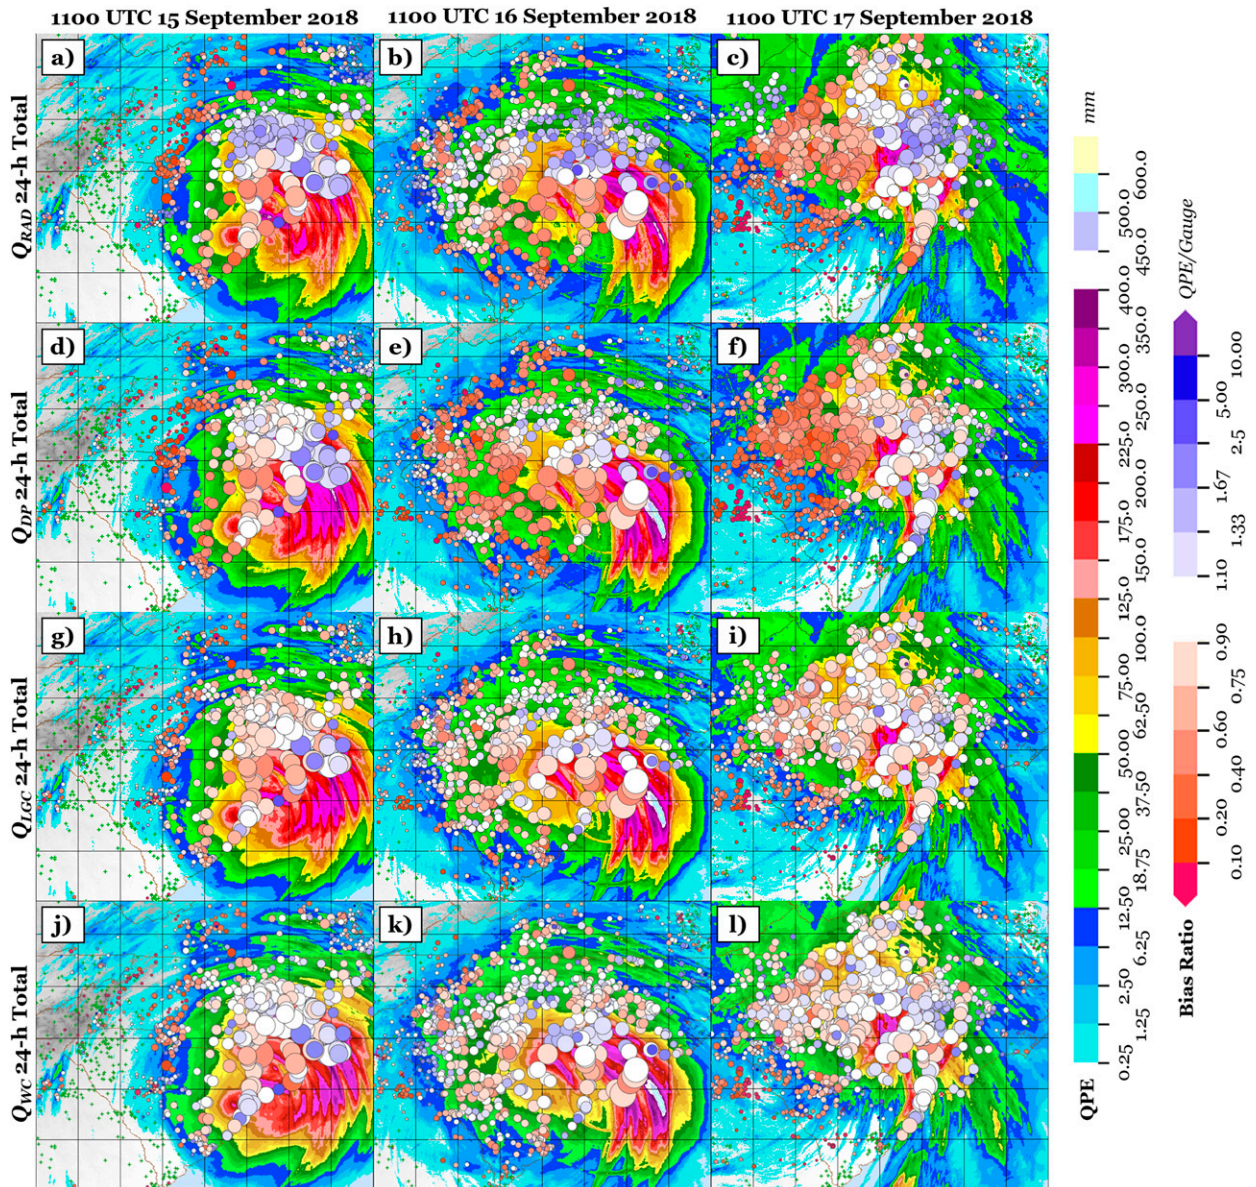 1100 UTC 15 September 2018
1100 UTC 16 September 2018
1100 UTC 17 September 2018
Q_RAD 24-h Total
a)
b)
c)
Q_DP 24-h Total
d)
e)
f)
Q_LGC 24-h Total
g)
h)
i)
Q_WC 24-h Total
j)
k)
l)
mm
600.0
500.0
450.0
400.0
350.0
300.0
250.0
225.0
200.0
175.0
150.0
125.0
100.0
75.00
62.50
50.00
37.50
25.00
18.75
12.50
6.25
2.50
1.25
0.25
QPE
QPE/Gauge
10.00
5.00
2.5
1.67
1.33
1.10
0.90
0.75
0.60
0.40
0.20
0.10
Bias Ratio